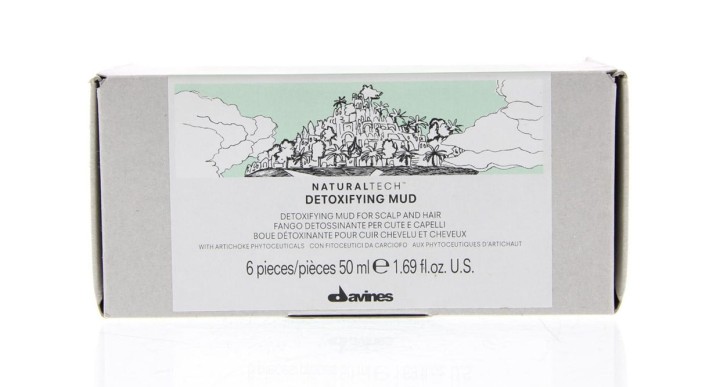 NATURALTECH™
DETOXIFYING MUD
DETOXIFYING MUD FOR SCALP AND HAIR
FANGO DETOSSINANTE PER CUTE E CAPELLI
BOUE DÉTOXINANTE POUR CUIR CHEVELU ET CHEVEUX
WITH ARTICHOKE PHYTOCEUTICALS CON FITOCEUTICI DA CARCIOFO AUX PHYTOCEUTIQUES D'ARTICHAUT
6 pieces/pièces 50 ml ℮ 1.69 fl.oz. U.S.
davines